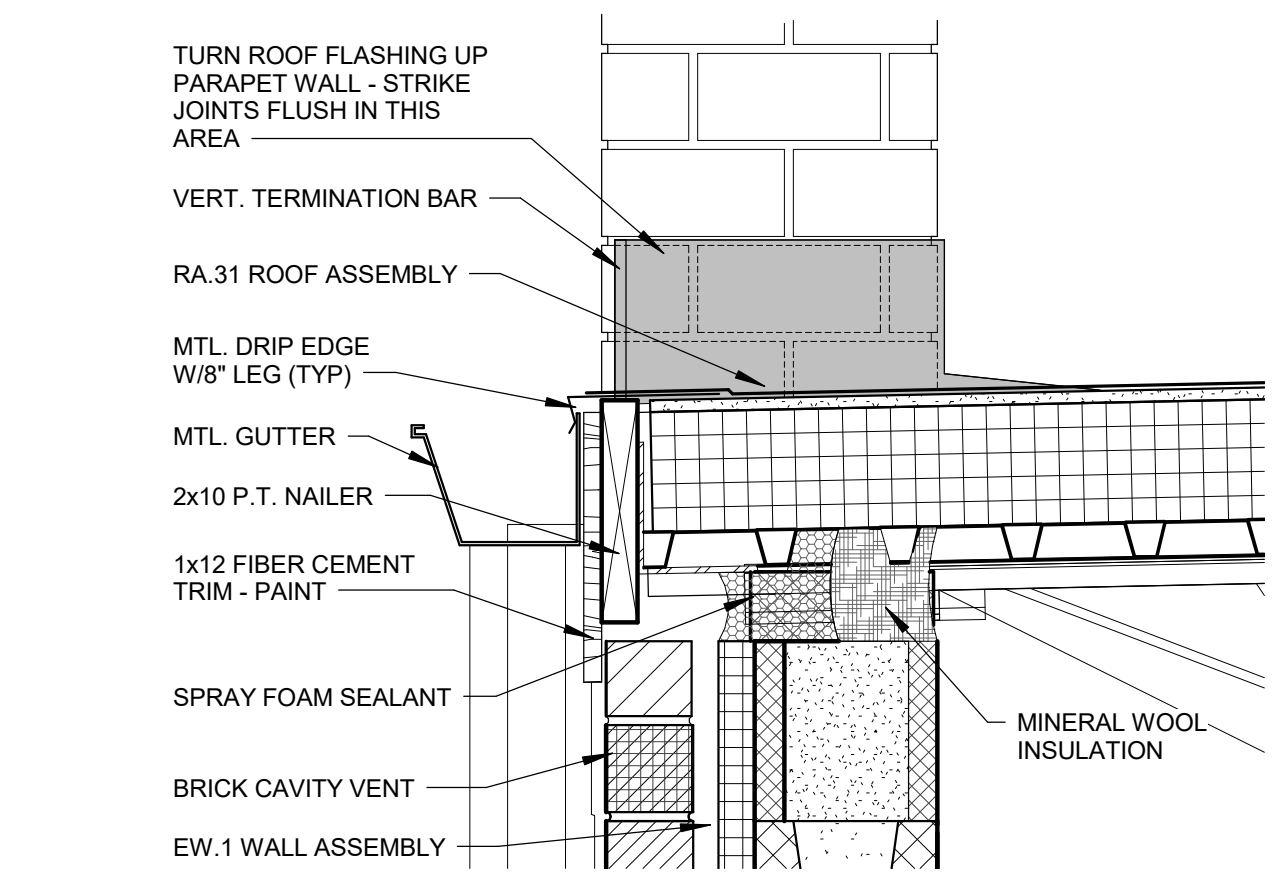 TURN ROOF FLASHING UP
PARAPET WALL - STRIKE
JOINTS FLUSH IN THIS
AREA
VERT. TERMINATION BAR
RA.31 ROOF ASSEMBLY
MTL. DRIP EDGE
W/8" LEG (TYP)
MTL. GUTTER
2x10 P.T. NAILER
1x12 FIBER CEMENT
TRIM - PAINT
SPRAY FOAM SEALANT
BRICK CAVITY VENT
EW.1 WALL ASSEMBLY
MINERAL WOOL
INSULATION